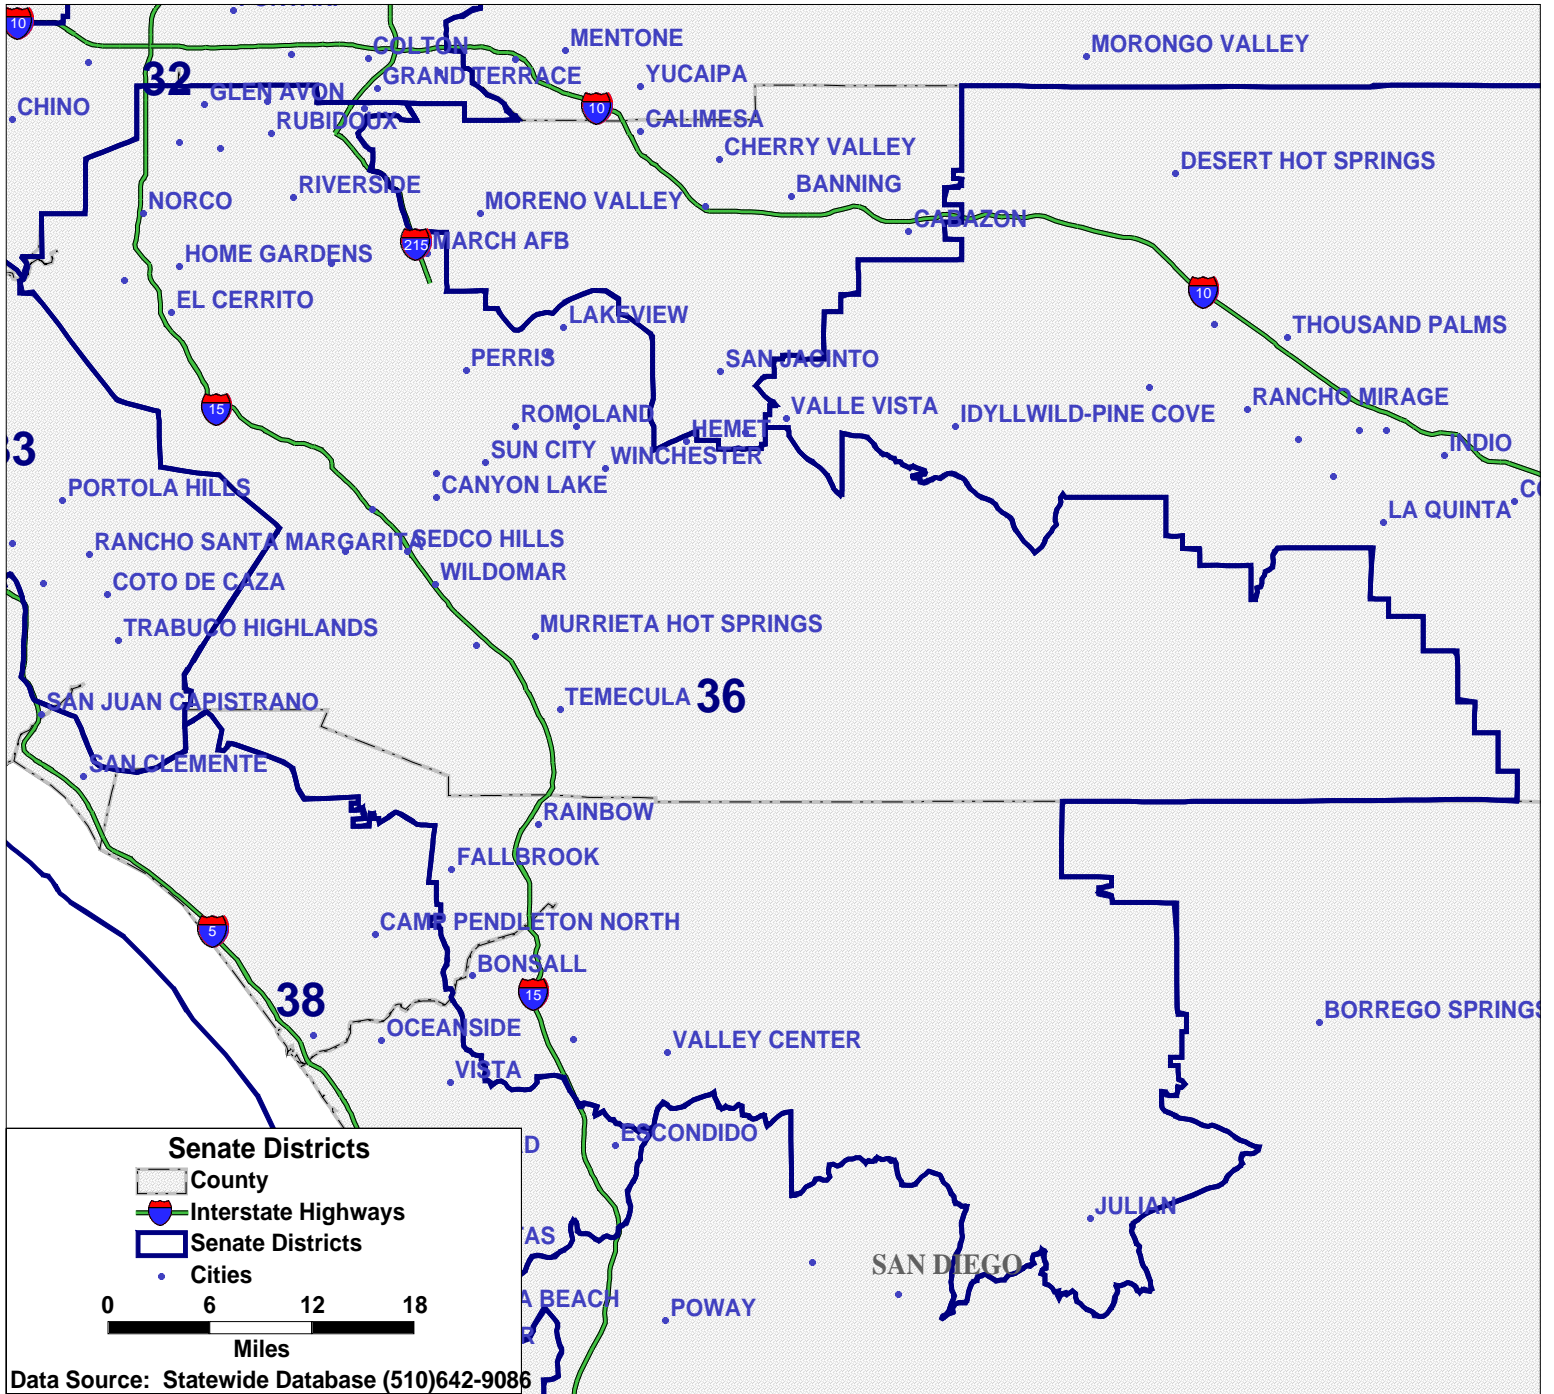 10
COLTON
MENTONE
MORONGO VALLEY
32
GRAND TERRACE
YUCAIPA
GLEN AVON
CHINO
10
RUBIDOUX
CALIMESA
CHERRY VALLEY
DESERT HOT SPRINGS
RIVERSIDE
BANNING
NORCO
MORENO VALLEY
CABAZON
215
MARCH AFB
HOME GARDENS
10
EL CERRITO
LAKEVIEW
THOUSAND PALMS
PERRIS
SAN JACINTO
RANCHO MIRAGE
15
ROMOLAND
VALLE VISTA
IDYLLWILD-PINE COVE
HEMET
33
SUN CITY
WINCHESTER
INDIO
PORTOLA HILLS
CANYON LAKE
LA QUINTA
CO
RANCHO SANTA MARGARITA
SEDCO HILLS
COTO DE CAZA
WILDOMAR
TRABUCO HIGHLANDS
MURRIETA HOT SPRINGS
SAN JUAN CAPISTRANO
TEMECULA
36
SAN CLEMENTE
RAINBOW
FALLBROOK
5
CAMP PENDLETON NORTH
BONSALL
38
15
BORREGO SPRINGS
OCEANSIDE
VALLEY CENTER
VISTA
ESCONDIDO
D
JULIAN
TAS
SAN DIEGO
A BEACH
POWAY
R
Senate Districts
County
Interstate Highways
Senate Districts
Cities
0 6 12 18
Miles
Data Source: Statewide Database (510)642-9086